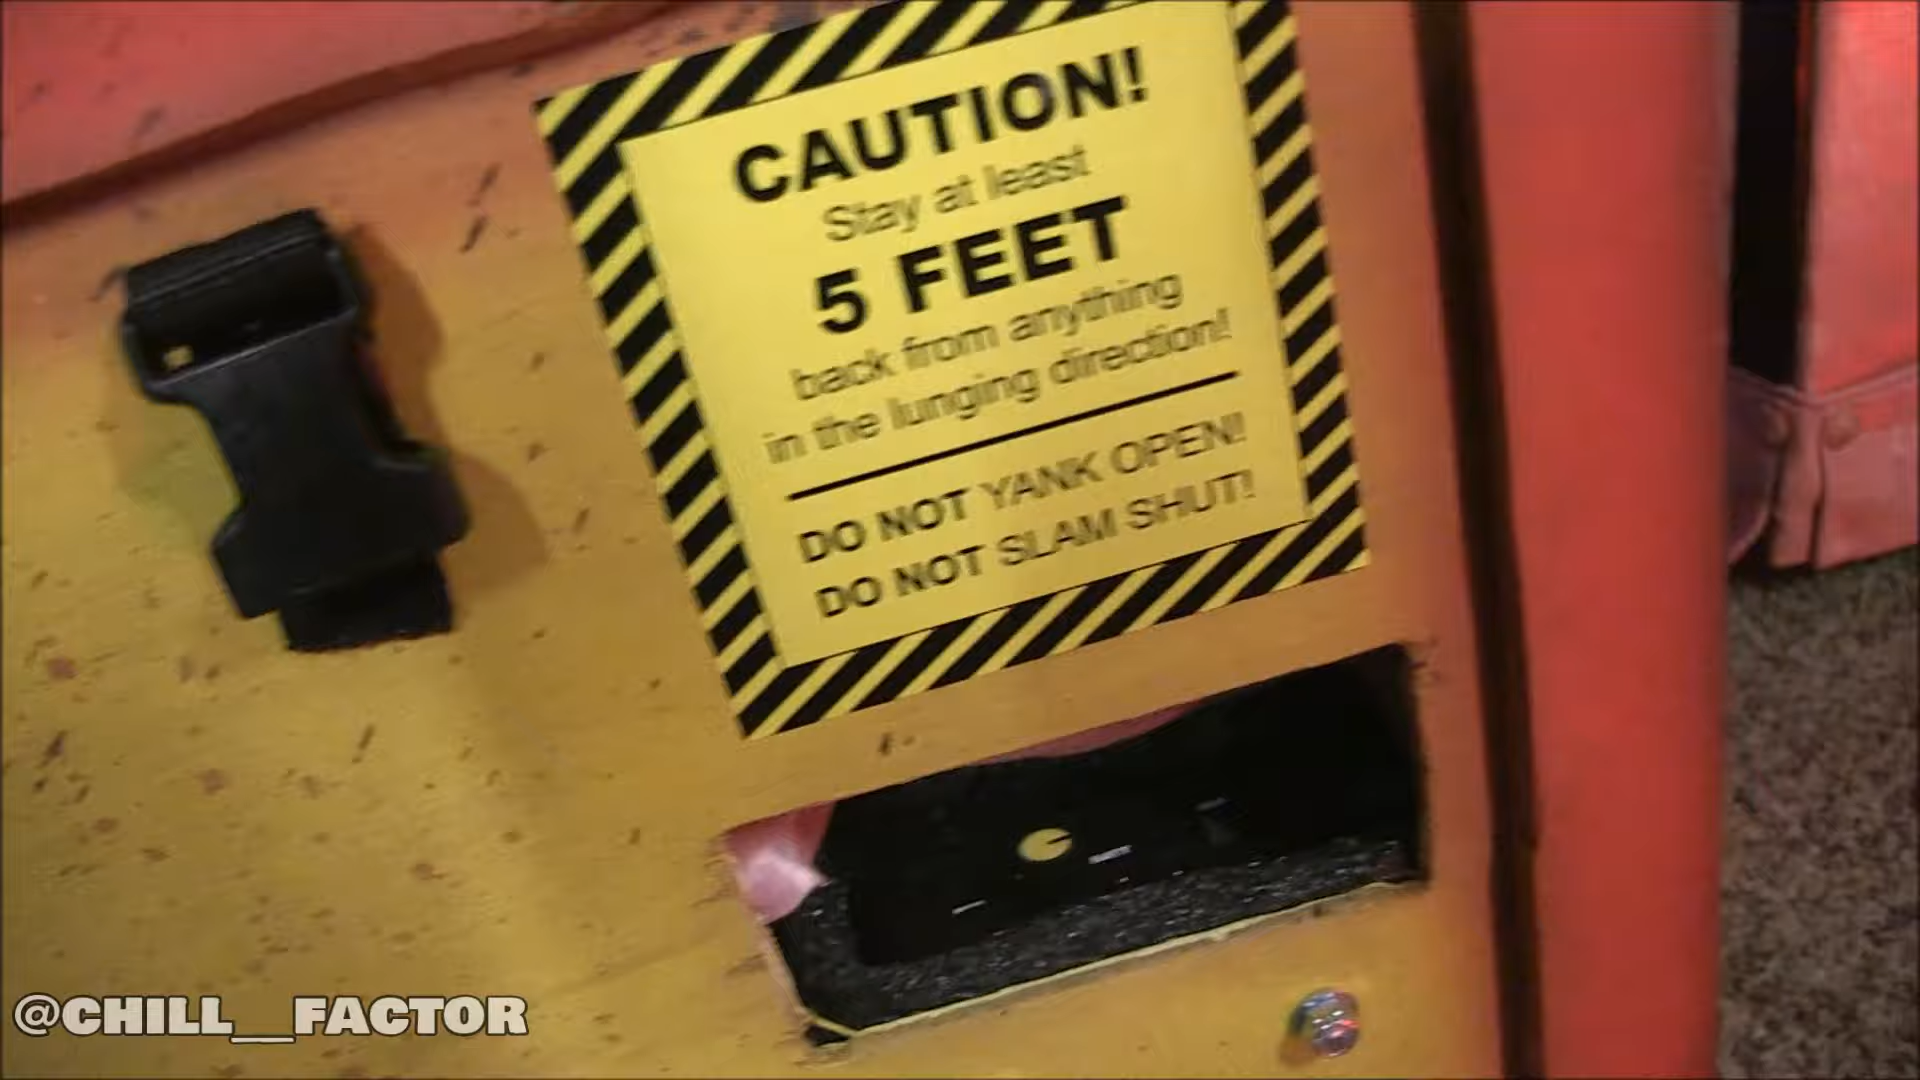 CAUTION!
Stay at least
5 FEET
back from anything
in the lunging direction!
DO NOT YANK OPEN!
DO NOT SLAM SHUT!
@CHILL__FACTOR